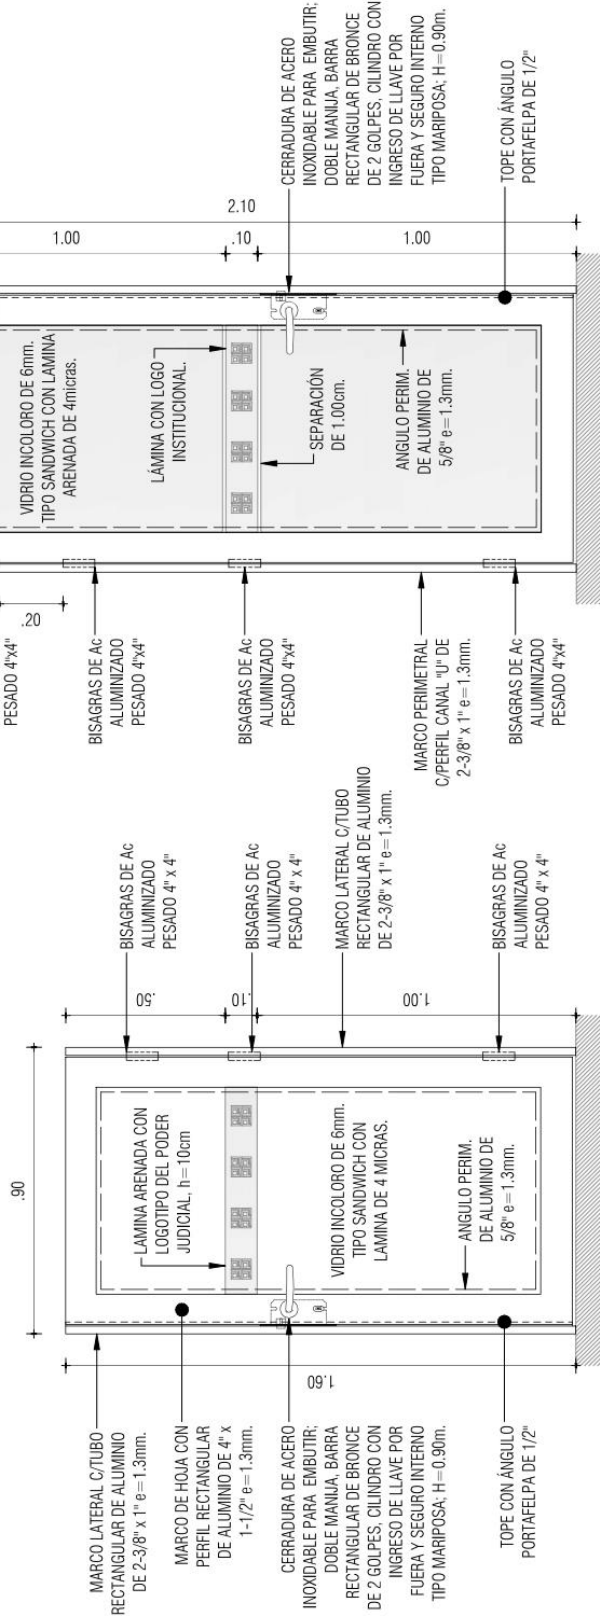 CERRADURA DE ACERO
INOXIDABLE PARA EMBUTIR;
DOBLE MANIJA, BARRA
RECTANGULAR DE BRONCE
DE 2 GOLPES, CILINDRO CON
INGRESO DE LLAVE POR
FUERA Y SEGURO INTERNO
TIPO MARIPOSA; H=0.90m.
TOPE CON ÁNGULO
PORTAFELPA DE 1/2"
2.10
1.00
.10
1.00
VIDRIO INCOLORO DE 6mm.
TIPO SANDWICH CON LAMINA
ARENADA DE 4micras.
LÁMINA CON LOGO
INSTITUCIONAL.
SEPARACIÓN
DE 1.00cm.
ANGULO PERIM.
DE ALUMINIO DE
5/8" e=1.3mm.
.20
PESADO 4"x4"
BISAGRAS DE Ac
ALUMINIZADO
PESADO 4"x4"
BISAGRAS DE Ac
ALUMINIZADO
PESADO 4"x4"
MARCO PERIMETRAL
C/PERFIL CANAL "U" DE
2-3/8" x 1" e=1.3mm.
BISAGRAS DE Ac
ALUMINIZADO
PESADO 4"x4"
BISAGRAS DE Ac
ALUMINIZADO
PESADO 4" x 4"
BISAGRAS DE Ac
ALUMINIZADO
PESADO 4" x 4"
MARCO LATERAL C/TUBO
RECTANGULAR DE ALUMINIO
DE 2-3/8" x 1" e=1.3mm.
BISAGRAS DE Ac
ALUMINIZADO
PESADO 4" x 4"
.50
.10
1.00
.90
LAMINA ARENADA CON
LOGOTIPO DEL PODER
JUDICIAL, h=10cm
VIDRIO INCOLORO DE 6mm.
TIPO SANDWICH CON
LAMINA DE 4 MICRAS.
ANGULO PERIM.
DE ALUMINIO DE
5/8" e=1.3mm.
1.60
MARCO LATERAL C/TUBO
RECTANGULAR DE ALUMINIO
DE 2-3/8" x 1" e=1.3mm.
MARCO DE HOJA CON
PERFIL RECTANGULAR
DE ALUMINIO DE 4" x
1-1/2" e=1.3mm.
CERRADURA DE ACERO
INOXIDABLE PARA EMBUTIR;
DOBLE MANIJA, BARRA
RECTANGULAR DE BRONCE
DE 2 GOLPES, CILINDRO CON
INGRESO DE LLAVE POR
FUERA Y SEGURO INTERNO
TIPO MARIPOSA; H=0.90m.
TOPE CON ÁNGULO
PORTAFELPA DE 1/2"